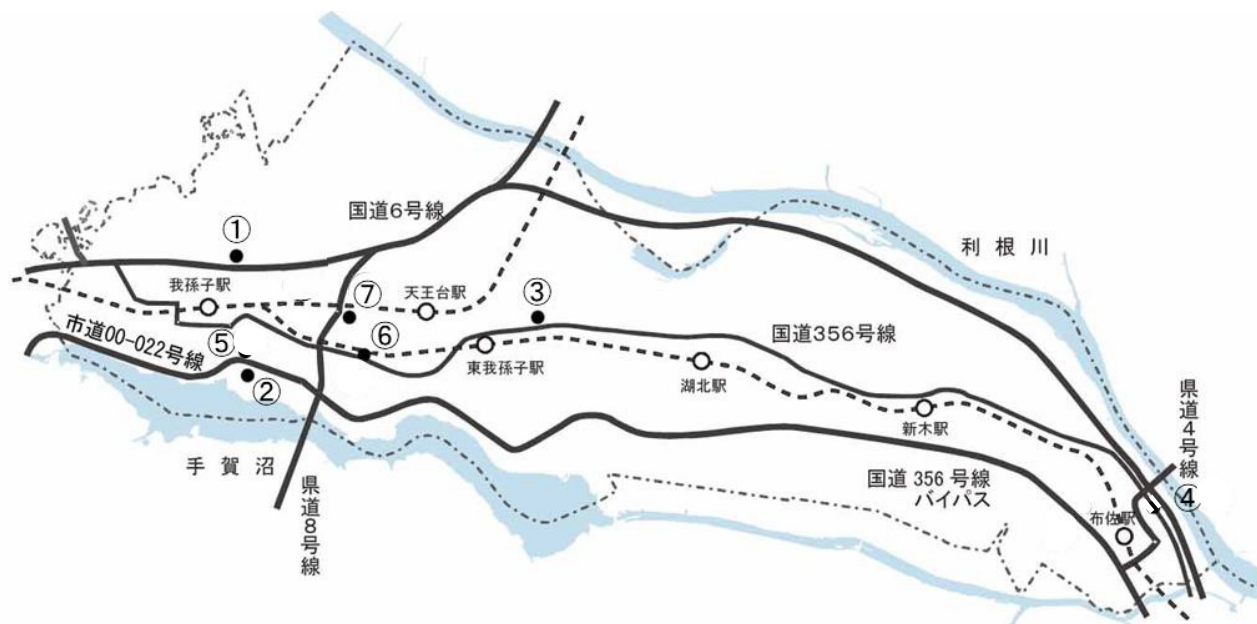 国道6号線
①
利根川
我孫子駅
⑦
天王台駅
③
国道356号線
市道00-022号線
⑤
⑥
東我孫子駅
②
湖北駅
県道4号線
新木駅
手賀沼
県道8号線
国道356号線
バイパス
④
布佐駅